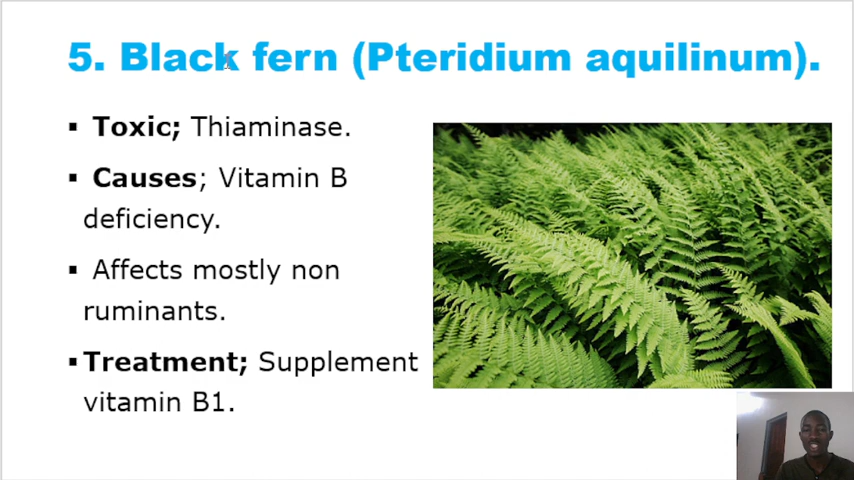 5. Black fern (Pteridium aquilinum).
▪ Toxic; Thiaminase.
▪ Causes; Vitamin B
deficiency.
▪ Affects mostly non
ruminants.
▪ Treatment; Supplement
vitamin B1.